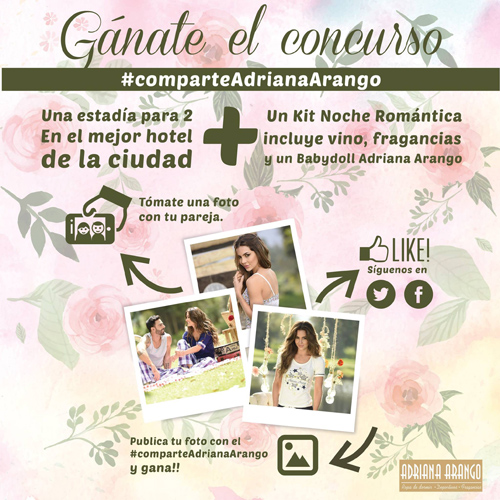 Gánate el concurso
#comparteAdrianaArango
Una estadía para 2
En el mejor hotel
de la ciudad
+
Un Kit Noche Romántica
incluye vino, fragancias
y un Babydoll Adriana Arango
Tómate una foto
con tu pareja.
LIKE!
Síguenos en
Publica tu foto con el
#comparteAdrianaArango
y gana!!
ADRIANA ARANGO